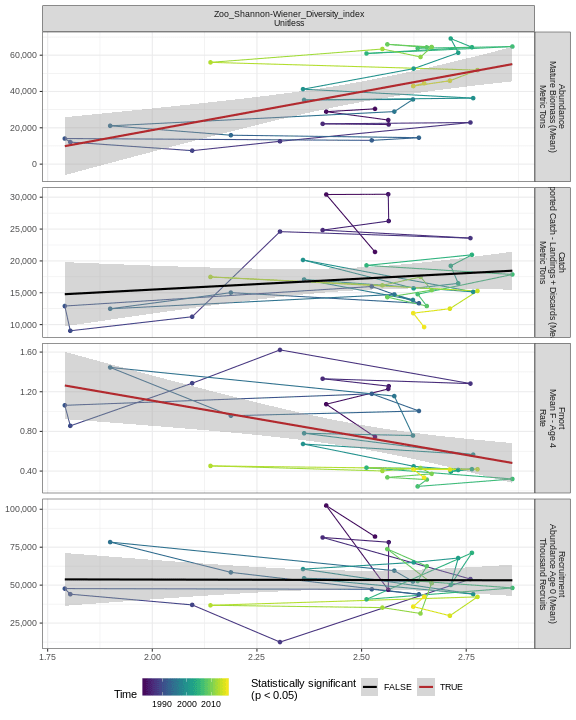 Zoo_Shannon-Wiener_Diversity_index
Unitless
60,000
40,000
20,000
0
Abundance
Mature Biomass (Mean)
Metric Tons
30,000
25,000
20,000
15,000
10,000
Catch
Catch - Landings + Discards
Metric Tons
1.60
1.20
0.80
0.40
Fmort
Mean F - Age 4
Rate
100,000
75,000
50,000
25,000
Recruitment
Abundance Age 0 (Mean)
Thousand Recruits
1.75
2.00
2.25
2.50
2.75
Time
1990 2000 2010
Statistically significant
(p < 0.05)
FALSE
TRUE